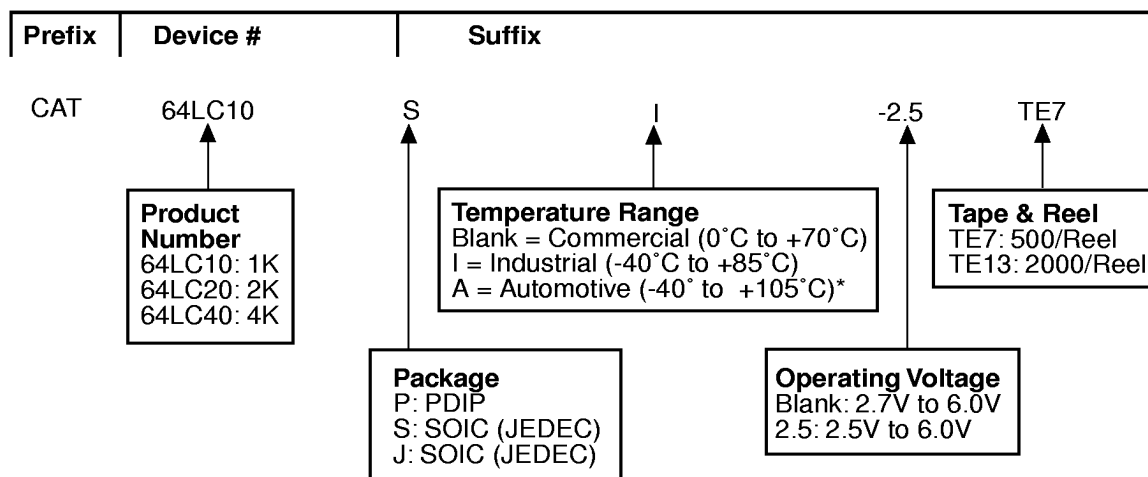 Prefix Device # Suffix
CAT 64LC10 S I -2.5 TE7
Product
Number
64LC10: 1K
64LC20: 2K
64LC40: 4K
Temperature Range
Blank = Commercial (0˚C to +70˚C)
I = Industrial (-40˚C to +85˚C)
A = Automotive (-40˚ to +105˚C)*
Tape & Reel
TE7: 500/Reel
TE13: 2000/Reel
Package
P: PDIP
S: SOIC (JEDEC)
J: SOIC (JEDEC)
Operating Voltage
Blank: 2.7V to 6.0V
2.5: 2.5V to 6.0V